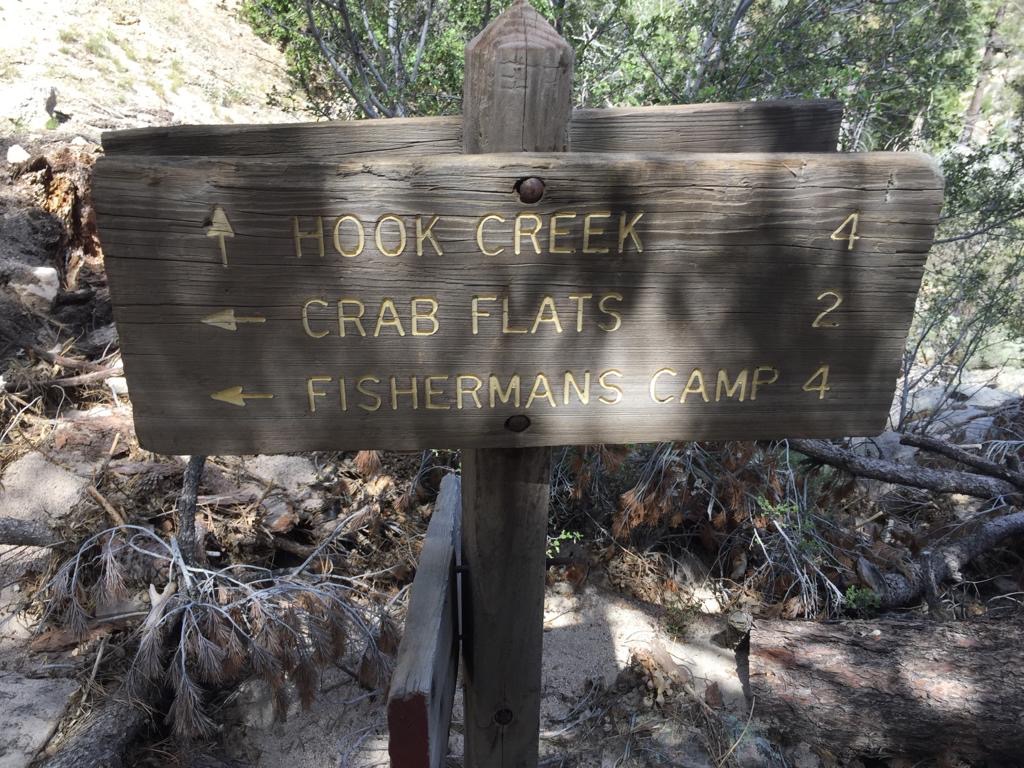 ↑ HOOK CREEK 4
← CRAB FLATS 2
← FISHERMANS CAMP 4